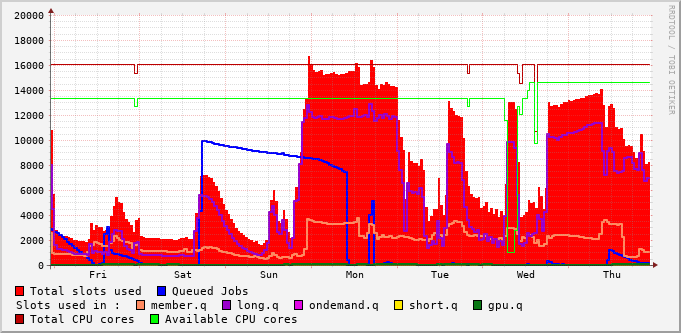 20000
18000
16000
14000
12000
10000
8000
6000
4000
2000
0
Fri Sat Sun Mon Tue Wed Thu
Total slots used Queued Jobs
Slots used in : member.q long.q ondemand.q short.q gpu.q
Total CPU cores Available CPU cores
RRDTOOL / TOBI OETIKER